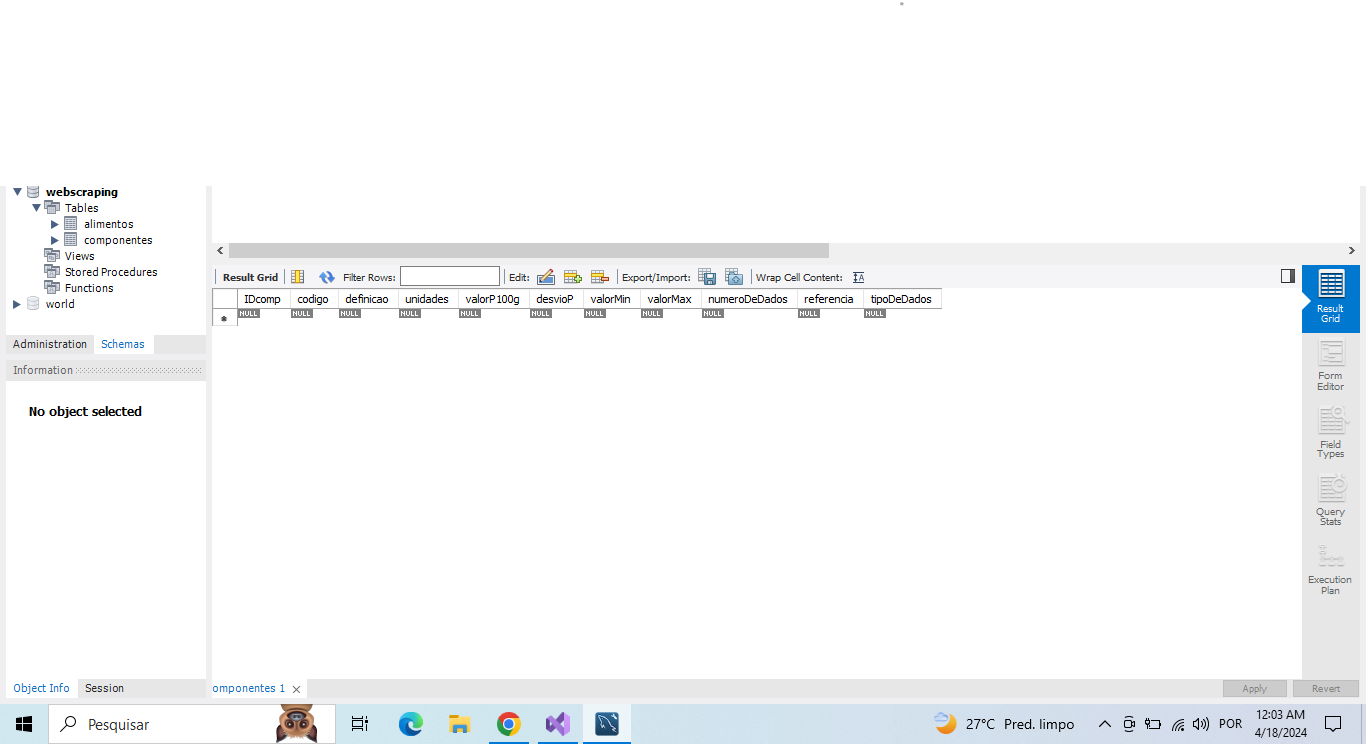 webscraping
Tables
alimentos
componentes
Views
Stored Procedures
Functions
world
Administration Schemas
Information
No object selected
Object Info Session
Result Grid Filter Rows: Edit: Export/Import: Wrap Cell Content: IA
IDcomp codigo definicao unidades valorP100g desvioP valorMin valorMax numeroDeDados referencia tipoDeDados
NULL NULL NULL NULL NULL NULL NULL NULL NULL NULL NULL
Result
Grid
Form
Editor
Field
Types
Query
Stats
Execution
Plan
omponentes 1
Apply Revert
Pesquisar
27°C Pred. limpo
POR
12:03 AM
4/18/2024